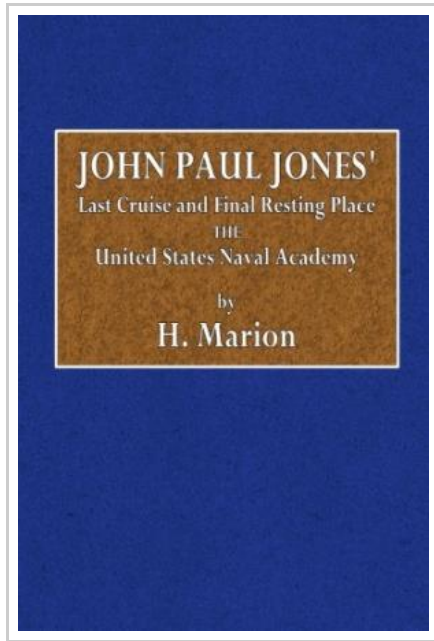 JOHN PAUL JONES'
Last Cruise and Final Resting Place
THE
United States Naval Academy
by
H. Marion